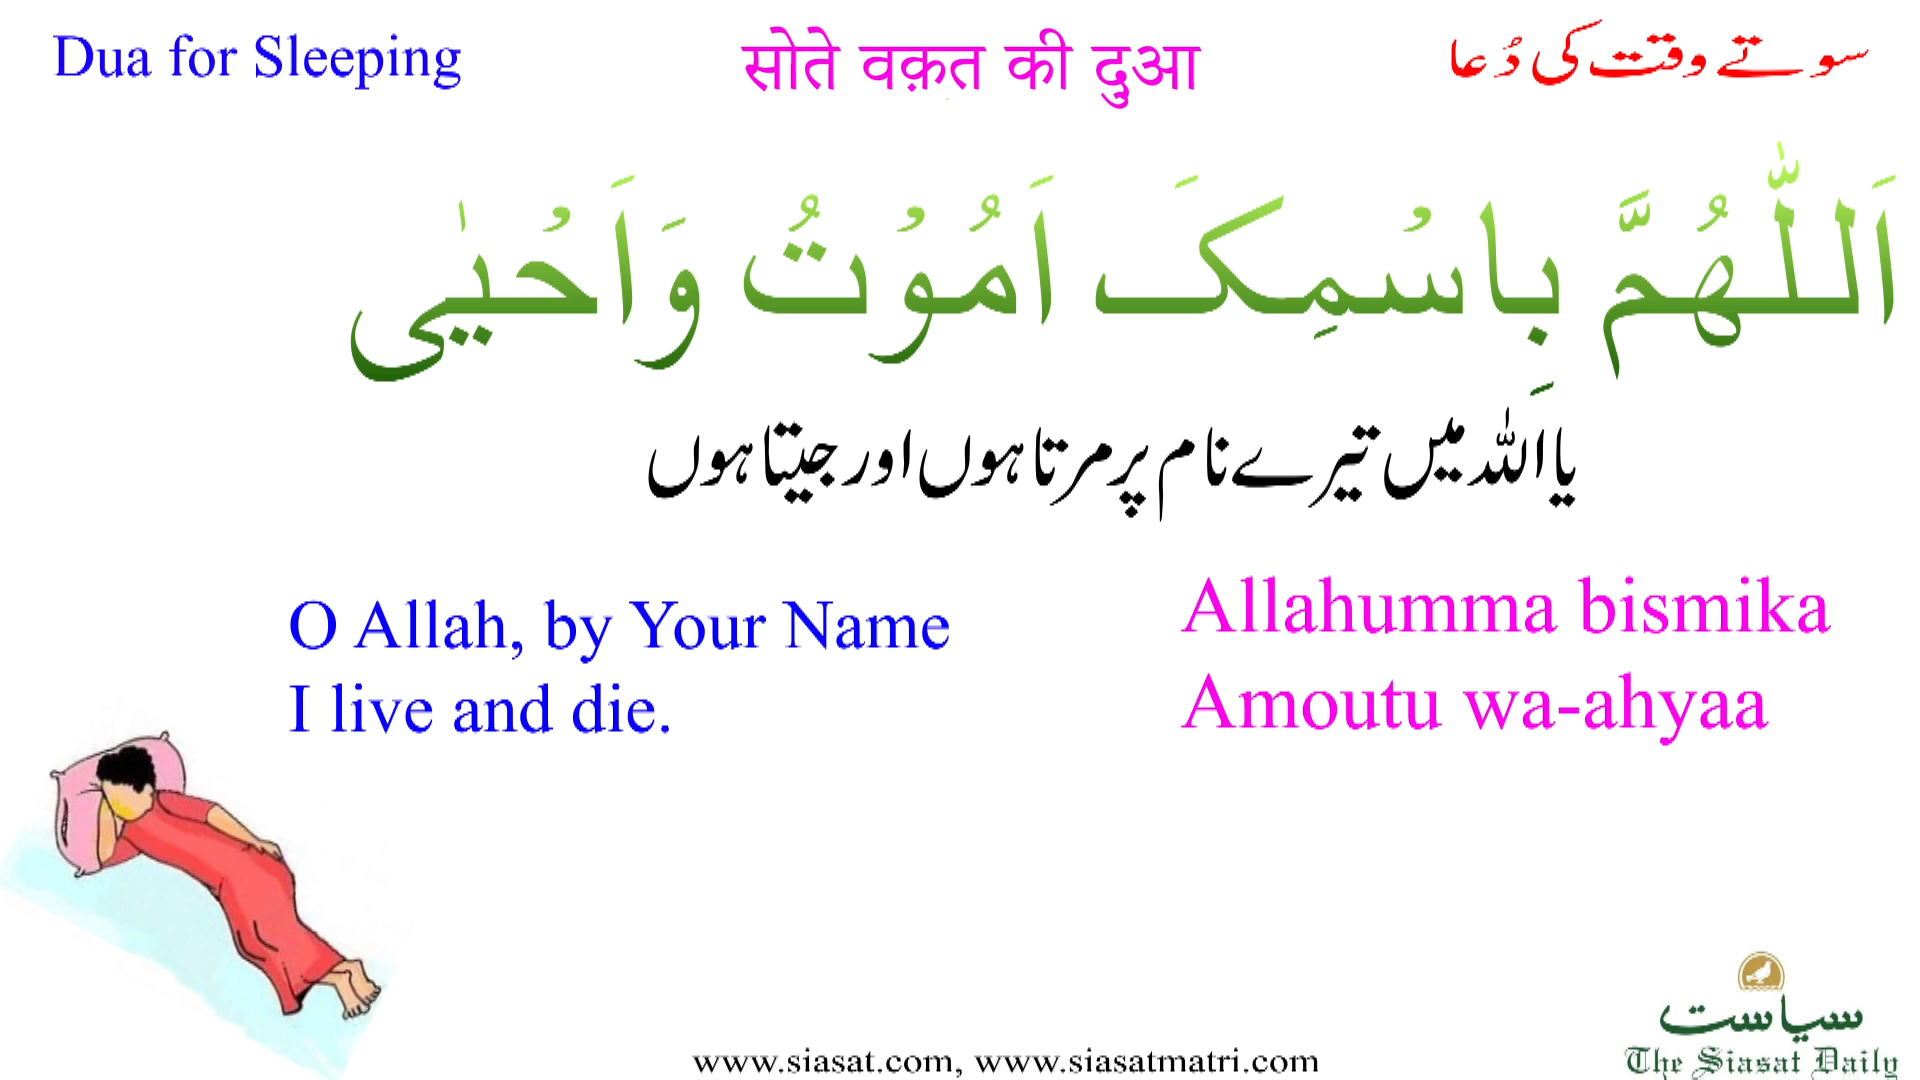 Dua for Sleeping
सोते वक़त की दुआ
سوتے وقت کی دُعا
اَللّٰهُمَّ بِاسْمِکَ اَمُوْتُ وَاَحْیٰی
یا اللہ میں تیرے نام پر مرتا ہوں اور جیتا ہوں
O Allah, by Your Name
I live and die.
Allahumma bismika
Amoutu wa-ahyaa
www.siasat.com, www.siasatmatri.com
سیاست
The Siasat Daily